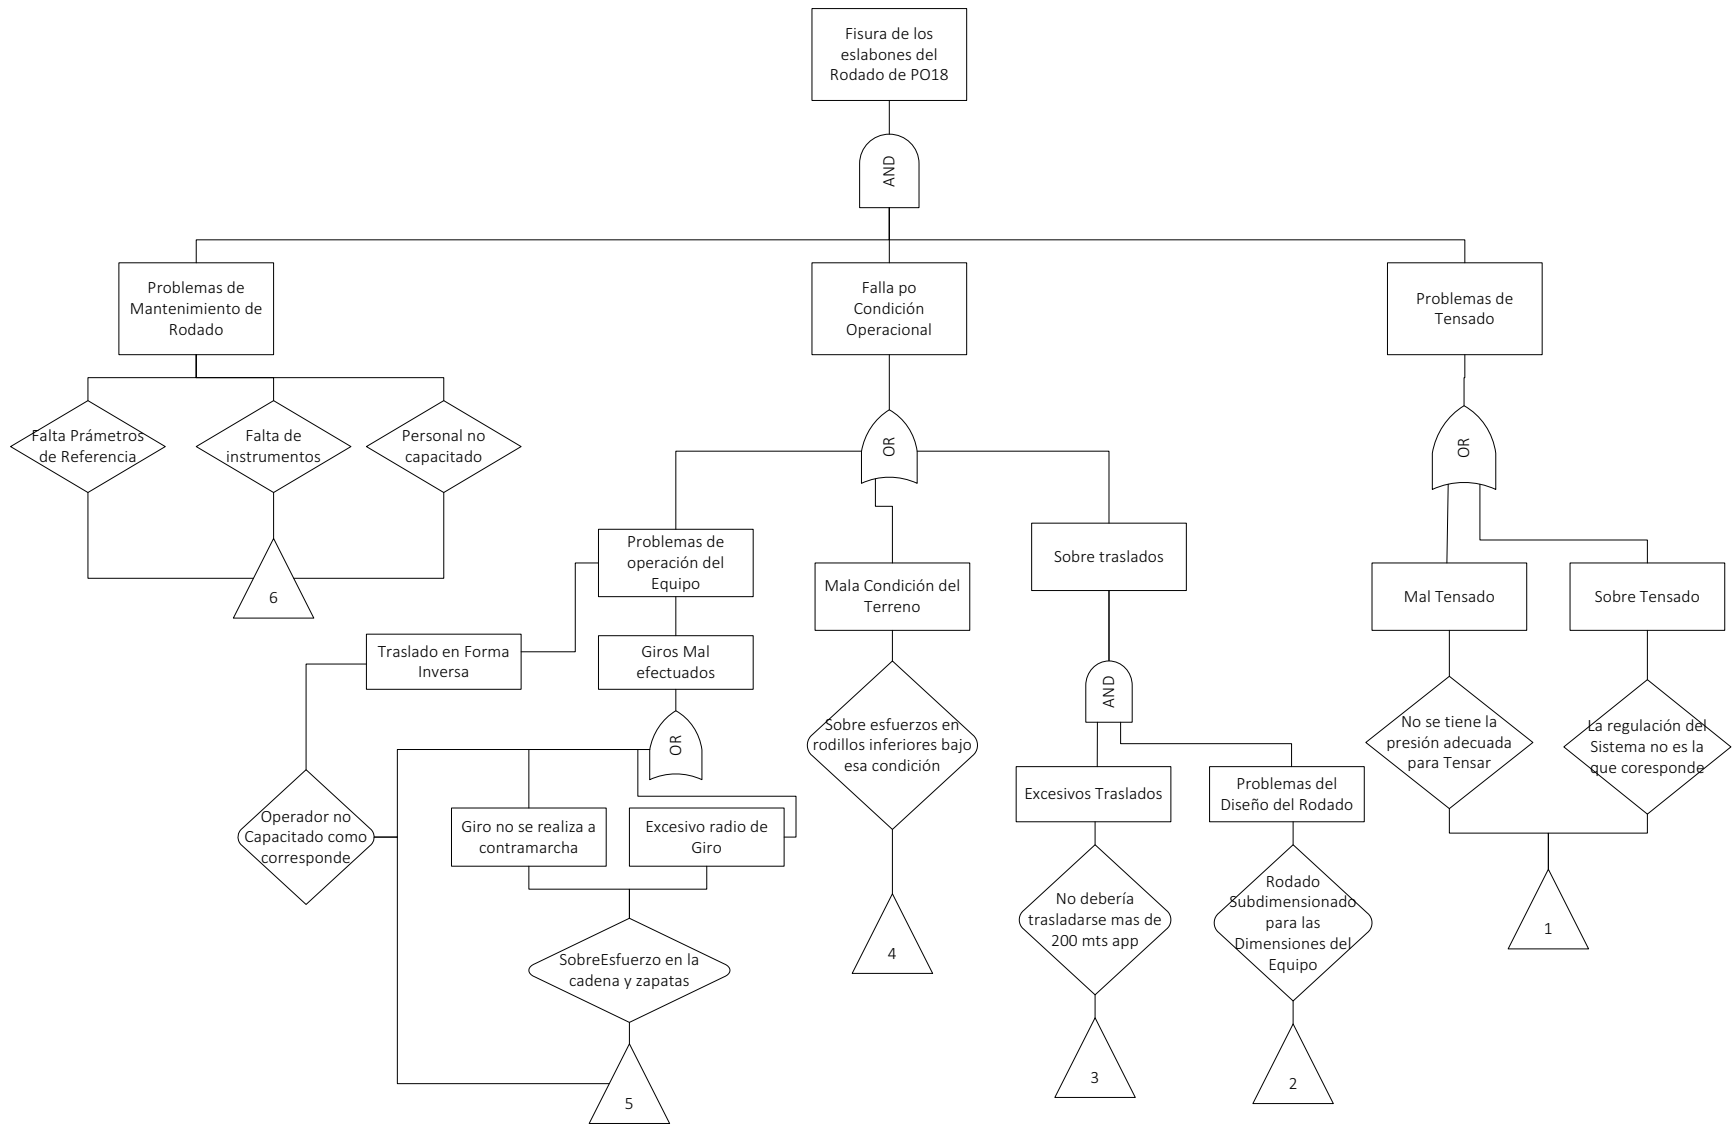 Fisura de los
eslabones del
Rodado de PO18
AND
Problemas de
Mantenimiento de
Rodado
Falla po
Condición
Operacional
Problemas de
Tensado
Falta Prámetros
de Referencia
Falta de
instrumentos
Personal no
capacitado
OR
OR
6
Problemas de
operación del
Equipo
Sobre traslados
Mala Condición del
Terreno
Mal Tensado
Sobre Tensado
Traslado en Forma
Inversa
Giros Mal
efectuados
AND
OR
Sobre esfuerzos en
rodillos inferiores bajo
esa condición
No se tiene la
presión adecuada
para Tensar
La regulación del
Sistema no es la
que coresponde
Excesivos Traslados
Problemas del
Diseño del Rodado
Operador no
Capacitado como
corresponde
Giro no se realiza a
contramarcha
Excesivo radio de
Giro
No debería
trasladarse mas de
200 mts app
Rodado
Subdimensionado
para las
Dimensiones del
Equipo
1
4
SobreEsfuerzo en la
cadena y zapatas
3
2
5